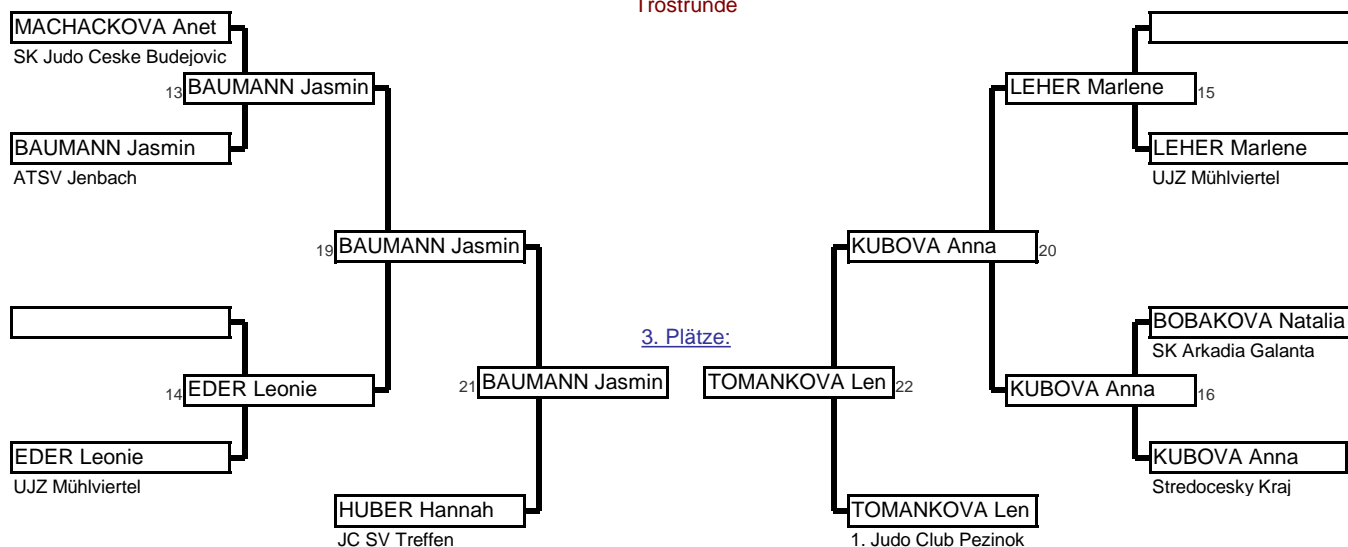 Trostrunde
MACHACKOVA Anet
SK Judo Ceske Budejovic
13 BAUMANN Jasmin
BAUMANN Jasmin
ATSV Jenbach
19 BAUMANN Jasmin
14 EDER Leonie
EDER Leonie
UJZ Mühlviertel
21 BAUMANN Jasmin
HUBER Hannah
JC SV Treffen
3. Plätze:
LEHER Marlene 15
LEHER Marlene
UJZ Mühlviertel
KUBOVA Anna 20
BOBAKOVA Natalia
SK Arkadia Galanta
KUBOVA Anna 16
KUBOVA Anna
Stredocesky Kraj
TOMANKOVA Len 22
TOMANKOVA Len
1. Judo Club Pezinok